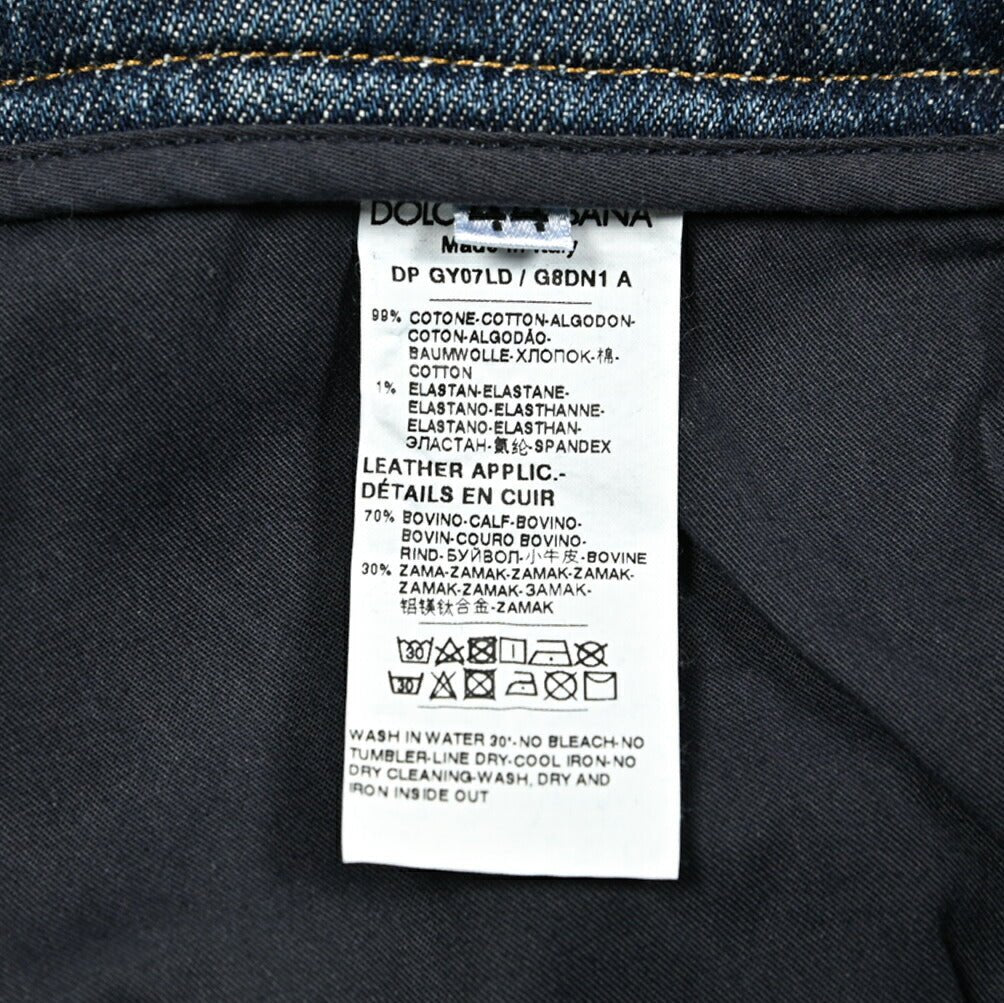 DOLC 44 BANA
Made in Italy
DP GY07LD / G8DN1 A
99% COTONE-COTTON-ALGODON-
COTON-ALGODÃO-
BAUMWOLLE-ХЛОПОК-棉-
COTTON
1% ELASTAN-ELASTANE-
ELASTANO-ELASTHANNE-
ELASTANO-ELASTHAN-
ЭЛАСТАН-氨纶-SPANDEX
LEATHER APPLIC.-
DÉTAILS EN CUIR
70% BOVINO-CALF-BOVINO-
BOVIN-COURO BOVINO-
RIND-БУЙВОЛ-小牛皮-BOVINE
30% ZAMA-ZAMAK-ZAMAK-ZAMAK-
ZAMAK-ZAMAK-ЗАМАК-
铝镁钛合金-ZAMAK
30
30
WASH IN WATER 30°-NO BLEACH-NO
TUMBLER-LINE DRY-COOL IRON-NO
DRY CLEANING-WASH, DRY AND
IRON INSIDE OUT